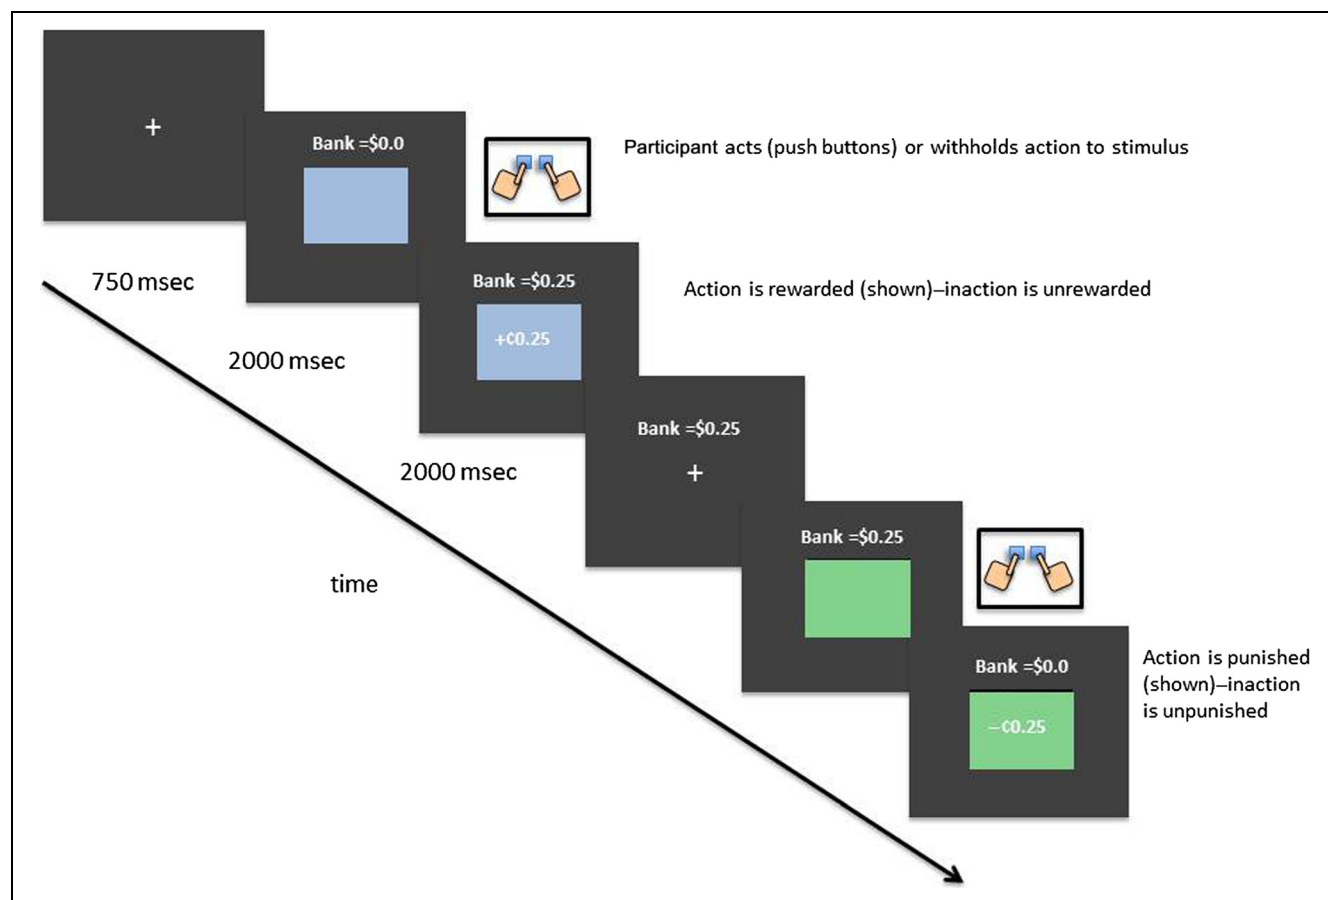 +
Bank =$0.0
Participant acts (push buttons) or withholds action to stimulus
750 msec
Bank =$0.25
+¢0.25
Action is rewarded (shown)–inaction is unrewarded
2000 msec
Bank =$0.25
+
2000 msec
Bank =$0.25
time
Bank =$0.0
–¢0.25
Action is punished
(shown)–inaction
is unpunished